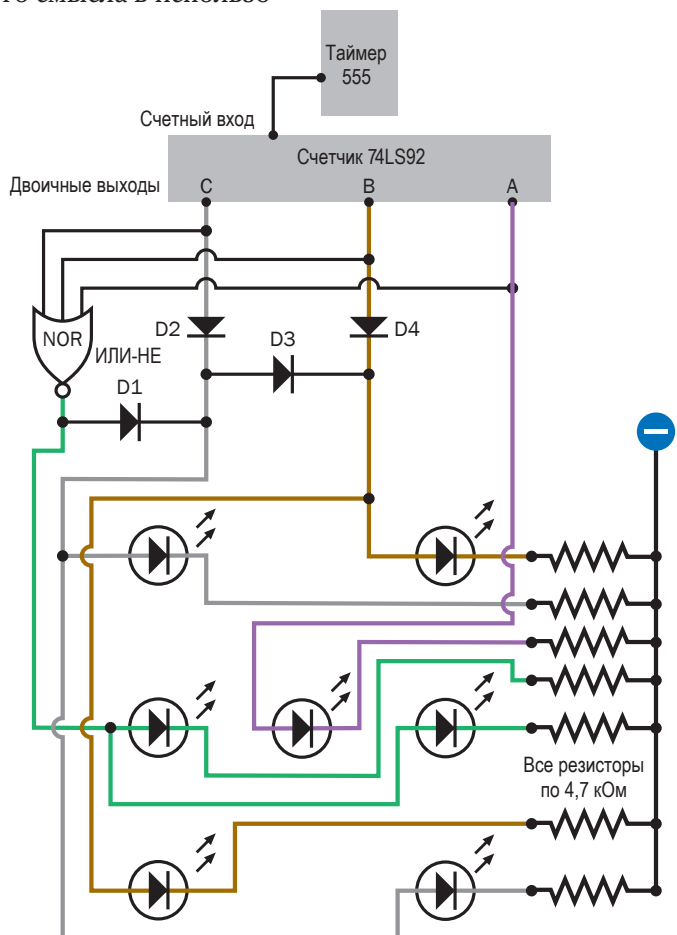 Таймер
555
Счетный вход
Счетчик 74LS92
Двоичные выходы
C
B
A
D2
D4
D3
NOR
ИЛИ-НЕ
D1
Все резисторы
по 4,7 кОм